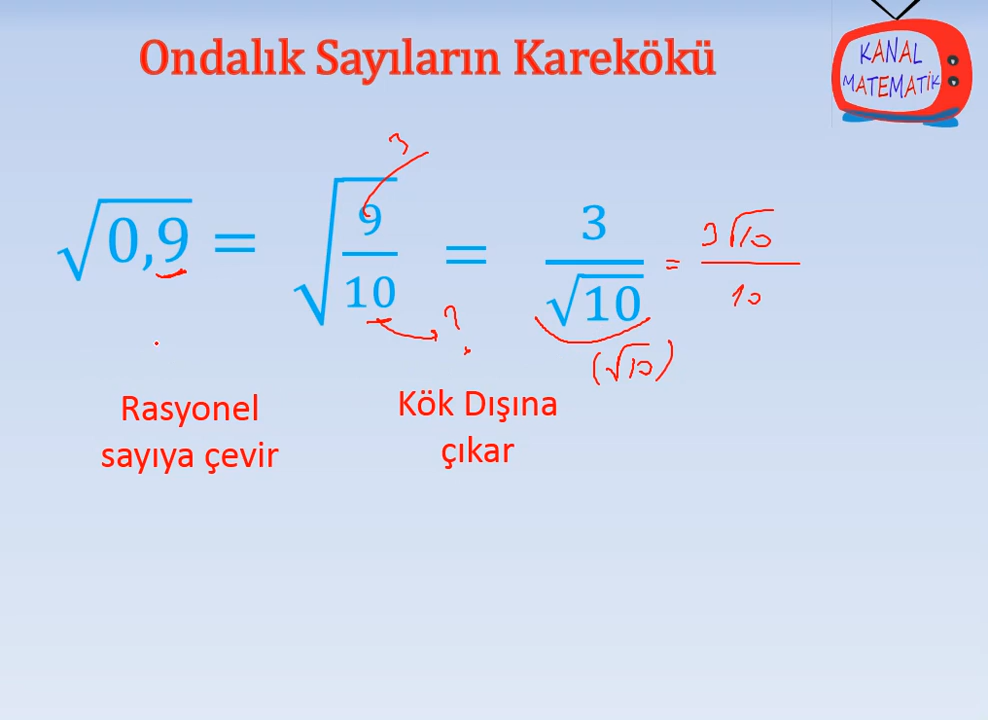 Ondalık Sayıların Karekökü
KANAL
MATEMATİK
3
√0,9 = √(9/10) = 3/√10 = 3√10/10
?
(√10)
Rasyonel
sayıya çevir
Kök Dışına
çıkar